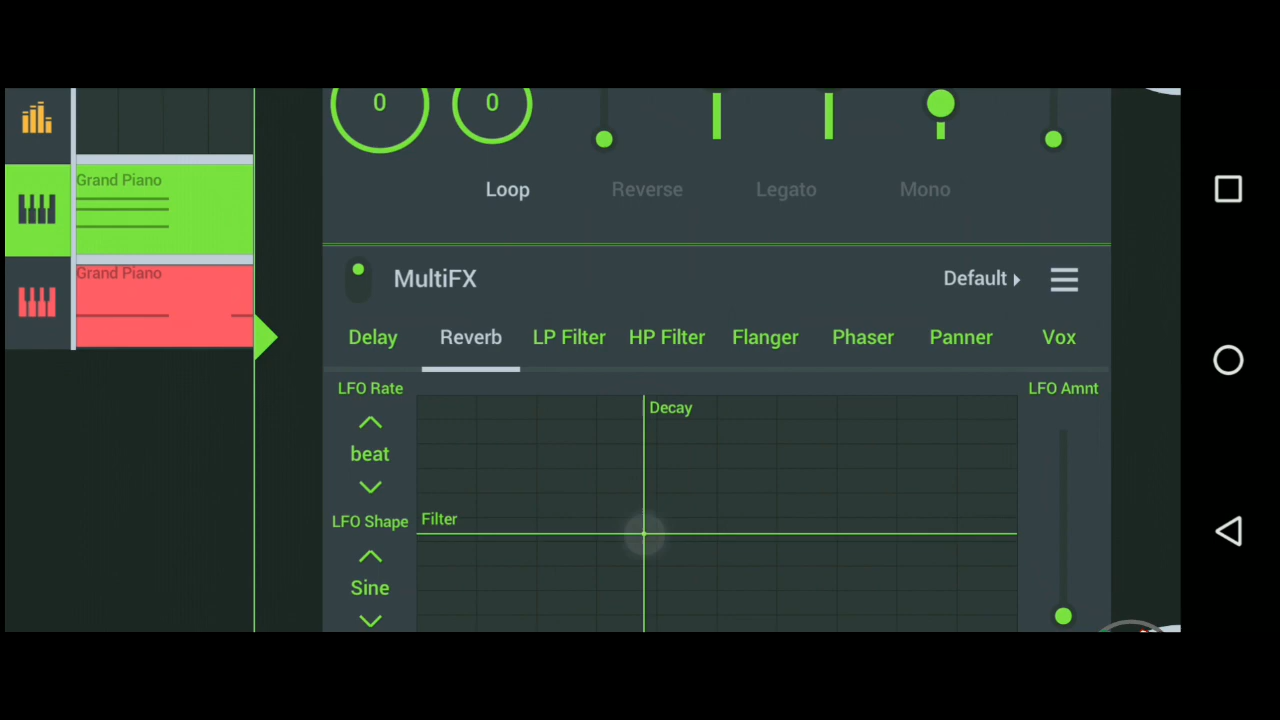 0 0
Grand Piano
Loop Reverse Legato Mono
Grand Piano
MultiFX Default
Delay Reverb LP Filter HP Filter Flanger Phaser Panner Vox
LFO Rate
Decay
LFO Amnt
beat
Filter
LFO Shape
Sine